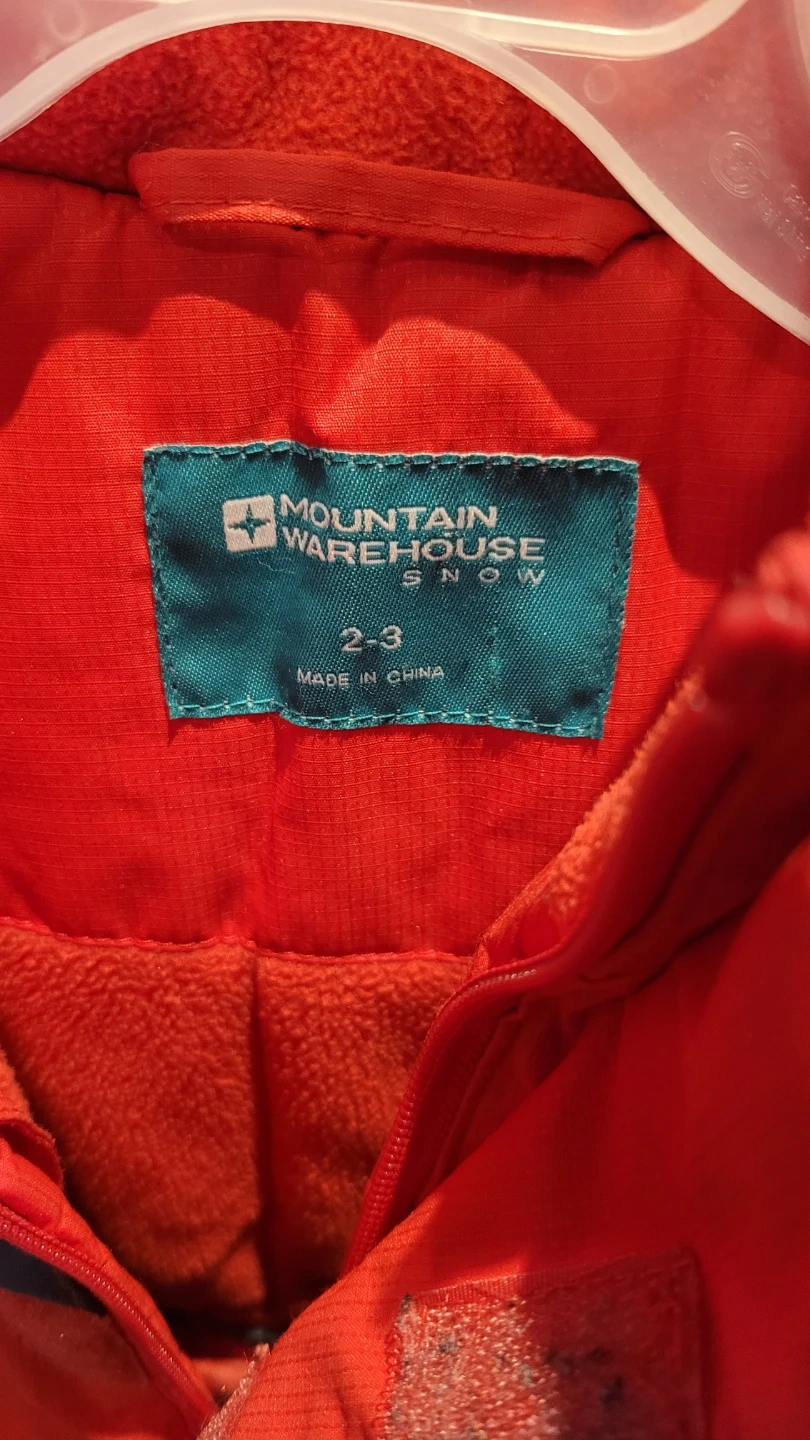 MOUNTAIN
WAREHOUSE
SNOW
2-3
MADE IN CHINA